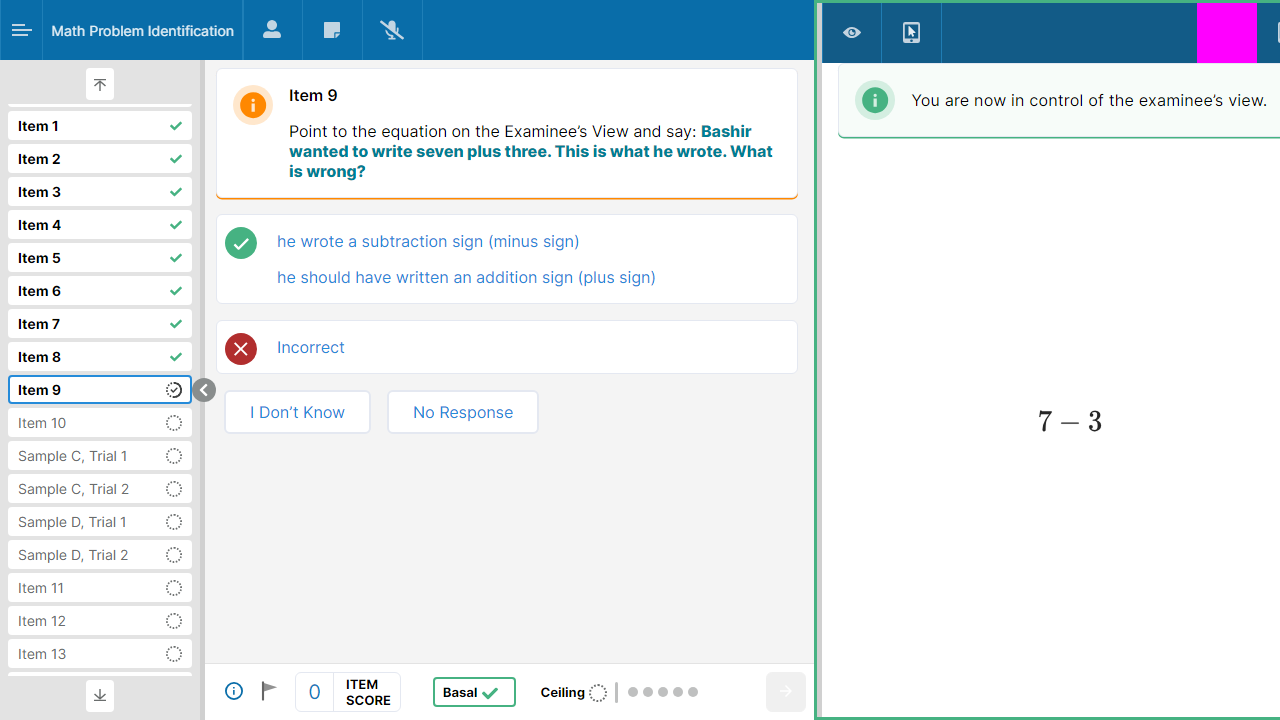 Math Problem Identification
Item 1
Item 2
Item 3
Item 4
Item 5
Item 6
Item 7
Item 8
Item 9
Item 10
Sample C, Trial 1
Sample C, Trial 2
Sample D, Trial 1
Sample D, Trial 2
Item 11
Item 12
Item 13
Item 9
Point to the equation on the Examinee’s View and say: Bashir
wanted to write seven plus three. This is what he wrote. What
is wrong?
he wrote a subtraction sign (minus sign)
he should have written an addition sign (plus sign)
Incorrect
I Don’t Know
No Response
0
ITEM
SCORE
Basal
Ceiling
You are now in control of the examinee’s view.
7 − 3